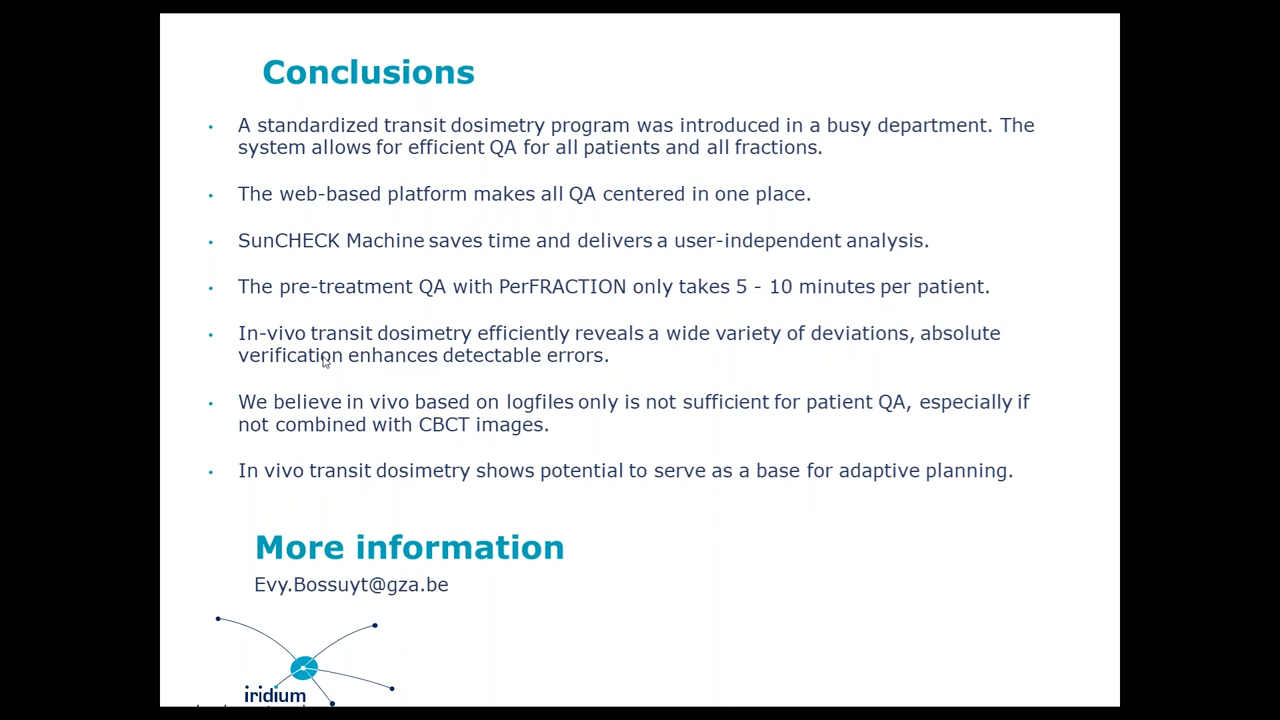 Conclusions
• A standardized transit dosimetry program was introduced in a busy department. The
system allows for efficient QA for all patients and all fractions.
• The web-based platform makes all QA centered in one place.
• SunCHECK Machine saves time and delivers a user-independent analysis.
• The pre-treatment QA with PerFRACTION only takes 5 - 10 minutes per patient.
• In-vivo transit dosimetry efficiently reveals a wide variety of deviations, absolute
verification enhances detectable errors.
• We believe in vivo based on logfiles only is not sufficient for patient QA, especially if
not combined with CBCT images.
• In vivo transit dosimetry shows potential to serve as a base for adaptive planning.
More information
Evy.Bossuyt@gza.be
iridium